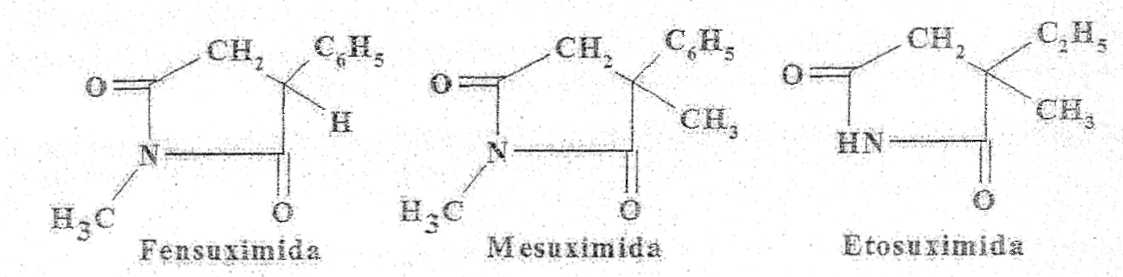 CH₂ C₆H₅ CH₂ C₆H₅ CH₂ C₂H₅
O O O
H CH₃ CH₃
N N HN
H₃C O H₃C O O
Fensuximida Mesuximida Etosuximida